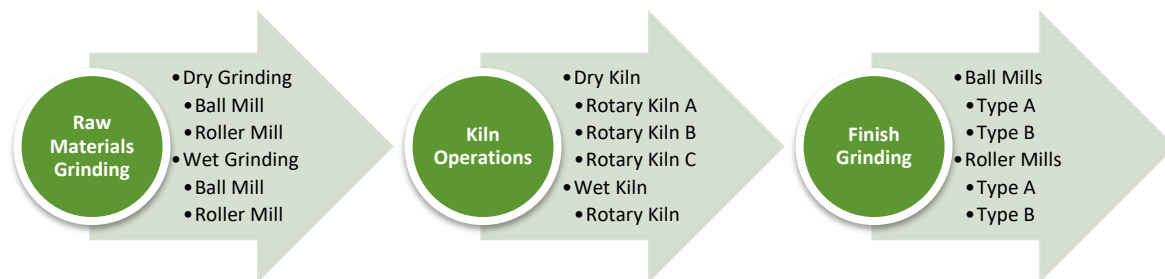 Raw
Materials
Grinding
•Dry Grinding
•Ball Mill
•Roller Mill
•Wet Grinding
•Ball Mill
•Roller Mill
Kiln
Operations
•Dry Kiln
•Rotary Kiln A
•Rotary Kiln B
•Rotary Kiln C
•Wet Kiln
•Rotary Kiln
Finish
Grinding
•Ball Mills
•Type A
•Type B
•Roller Mills
•Type A
•Type B